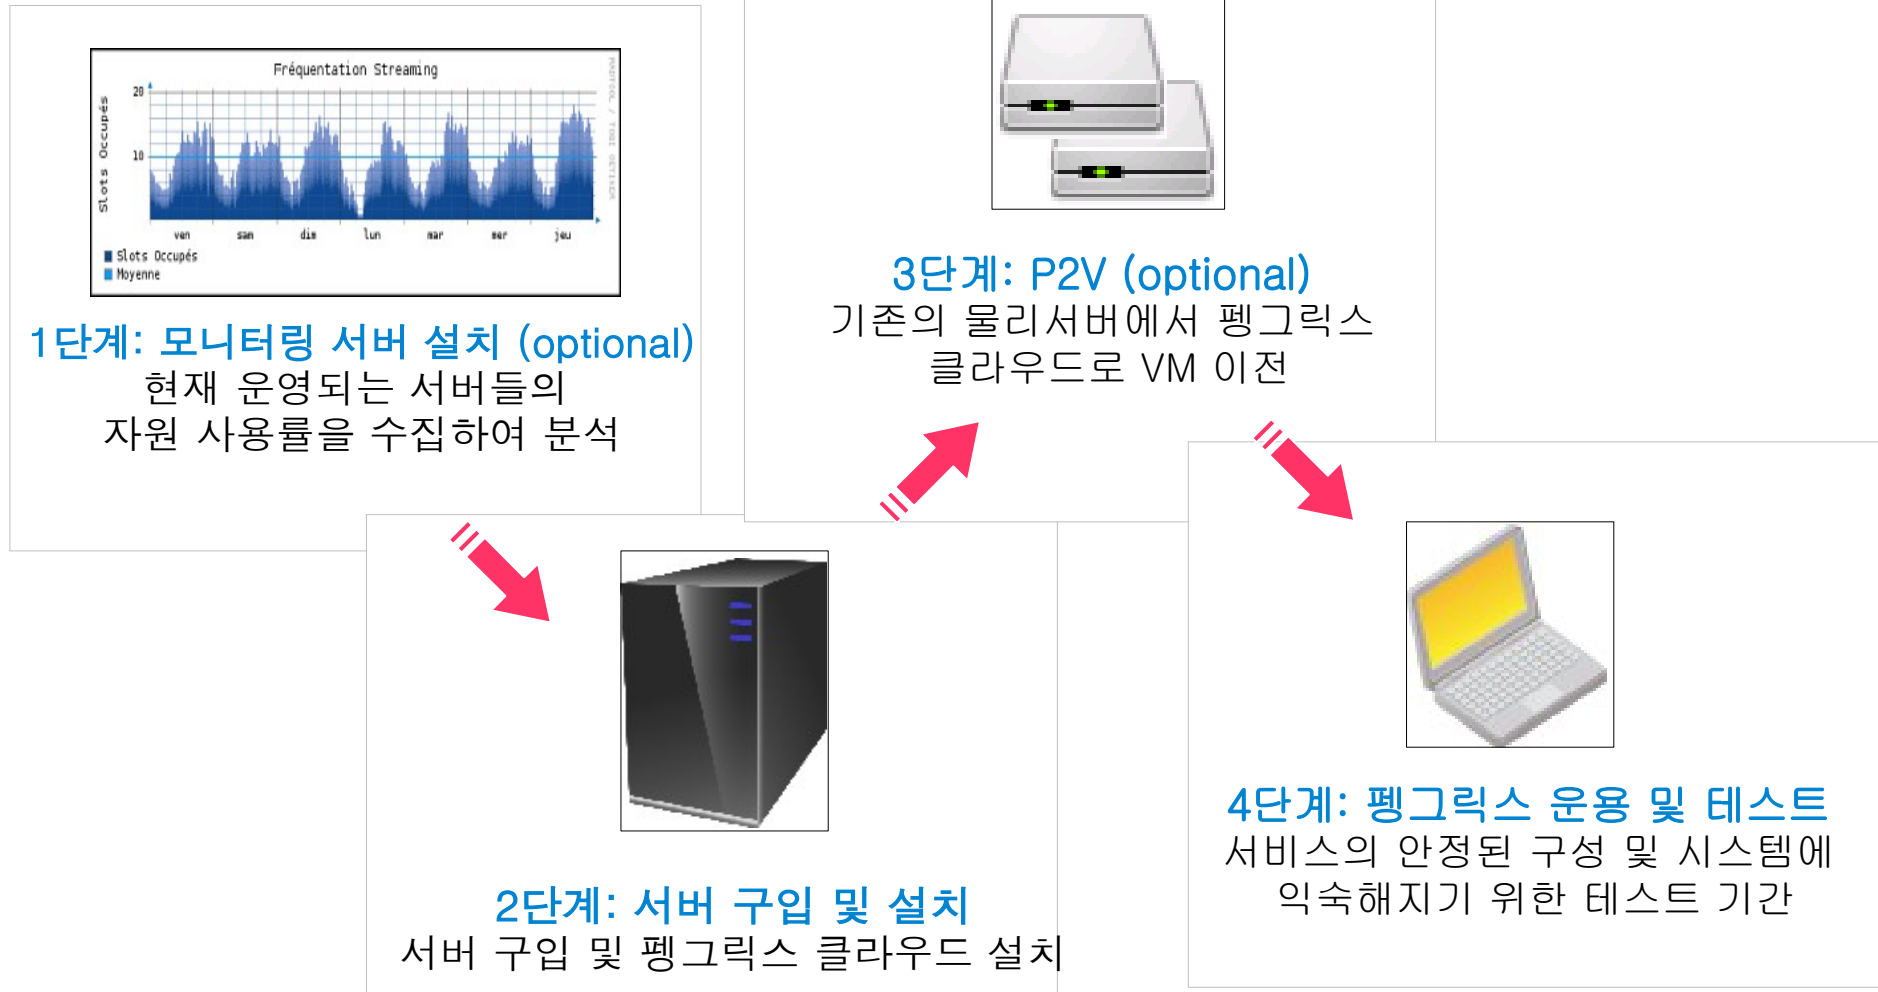 Fréquentation Streaming
Slots Occupés
20
10
ven sam dim lun mar mer jeu
Slots Occupés
Moyenne
1단계: 모니터링 서버 설치 (optional)
현재 운영되는 서버들의
자원 사용률을 수집하여 분석
2단계: 서버 구입 및 설치
서버 구입 및 펭그릭스 클라우드 설치
3단계: P2V (optional)
기존의 물리서버에서 펭그릭스
클라우드로 VM 이전
4단계: 펭그릭스 운용 및 테스트
서비스의 안정된 구성 및 시스템에
익숙해지기 위한 테스트 기간